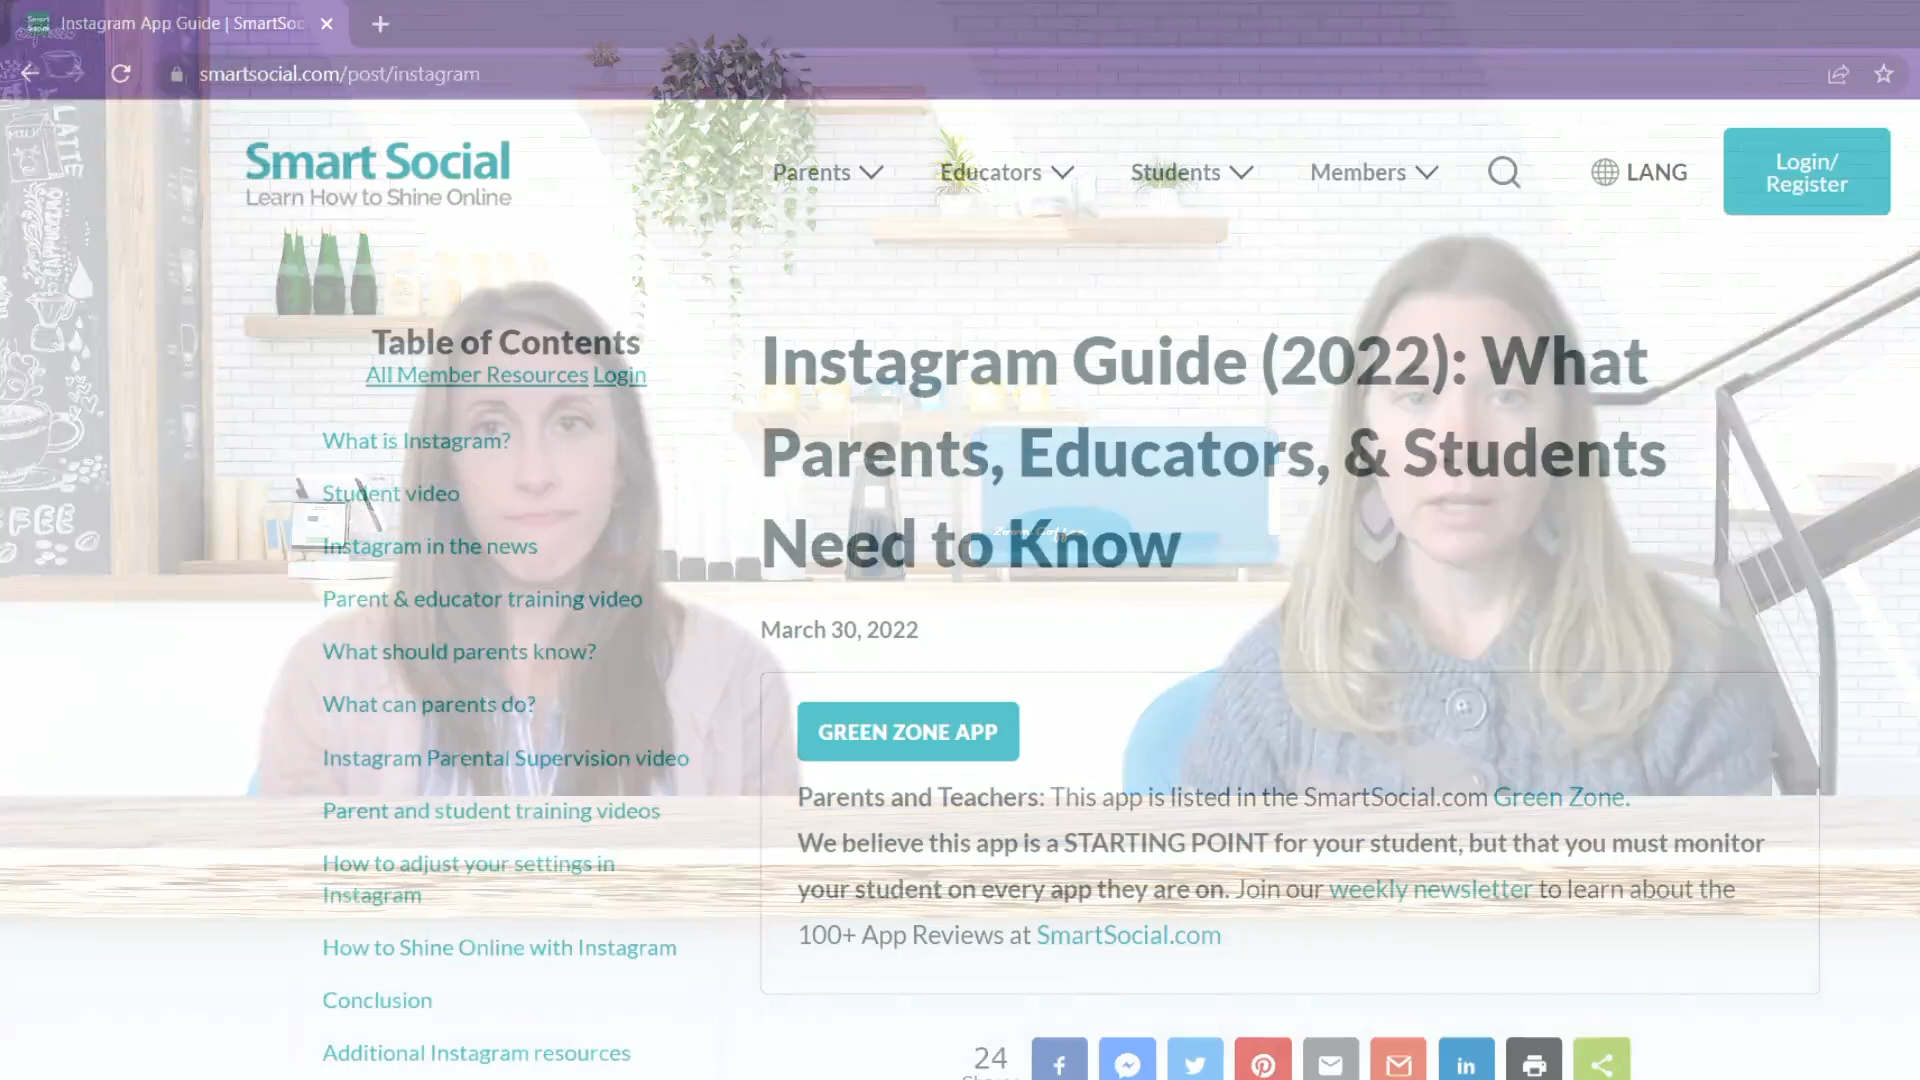 Instagram App Guide | SmartSoc
smartsocial.com/post/instagram
Smart Social
Learn How to Shine Online
Parents
Educators
Students
Members
LANG
Login/
Register
Table of Contents
All Member Resources Login
What is Instagram?
Student video
Instagram in the news
Parent & educator training video
What should parents know?
What can parents do?
Instagram Parental Supervision video
Parent and student training videos
How to adjust your settings in
Instagram
How to Shine Online with Instagram
Conclusion
Additional Instagram resources
Instagram Guide (2022): What
Parents, Educators, & Students
Need to Know
March 30, 2022
GREEN ZONE APP
Parents and Teachers: This app is listed in the SmartSocial.com Green Zone.
We believe this app is a STARTING POINT for your student, but that you must monitor
your student on every app they are on. Join our weekly newsletter to learn about the
100+ App Reviews at SmartSocial.com
24
LATTE
MILK